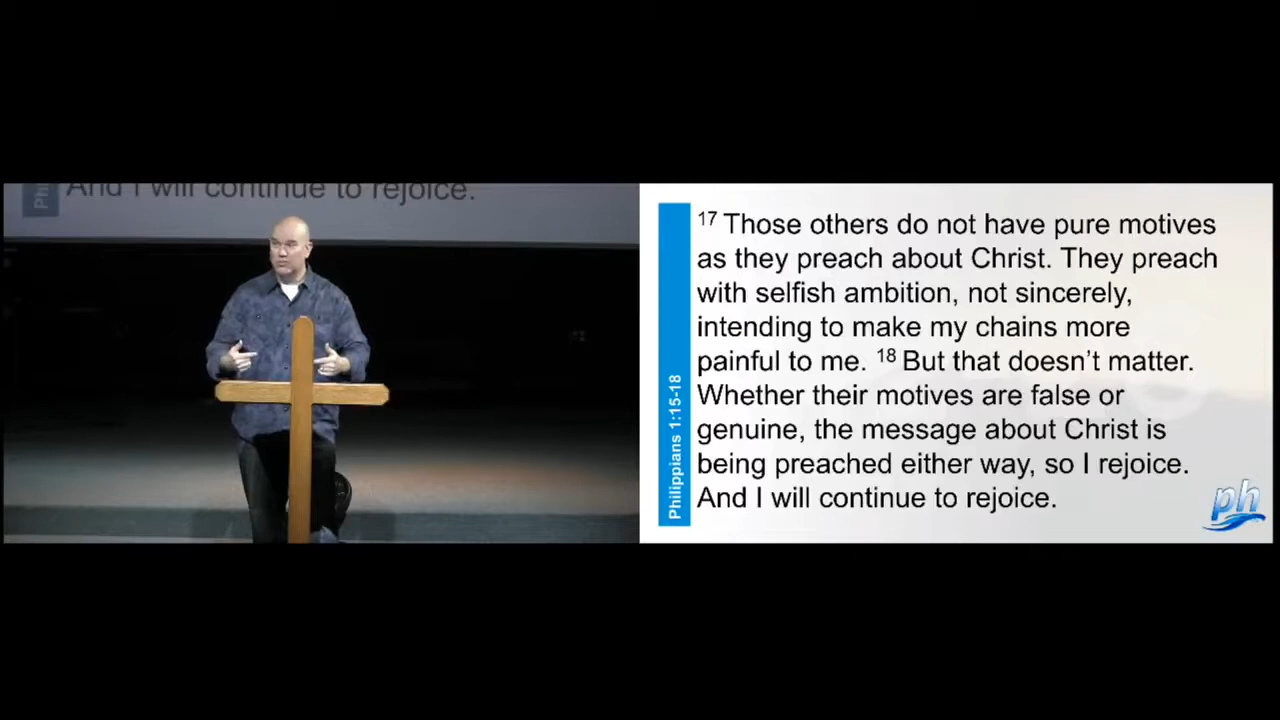 Ph
And I will continue to rejoice.
17 Those others do not have pure motives
as they preach about Christ. They preach
with selfish ambition, not sincerely,
intending to make my chains more
painful to me. 18 But that doesn’t matter.
Whether their motives are false or
genuine, the message about Christ is
being preached either way, so I rejoice.
And I will continue to rejoice.
Philippians 1:15-18
ph